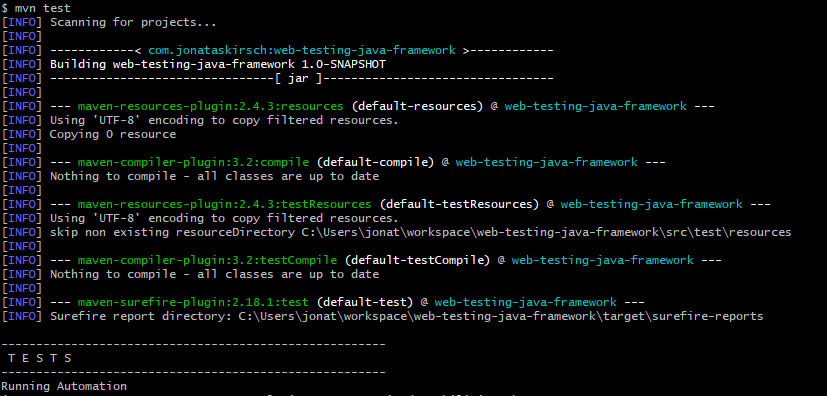 $ mvn test
[INFO] Scanning for projects...
[INFO]
[INFO] ------------< com.jonataskirsch:web-testing-java-framework >------------
[INFO] Building web-testing-java-framework 1.0-SNAPSHOT
[INFO] --------------------------------[ jar ]---------------------------------
[INFO]
[INFO] --- maven-resources-plugin:2.4.3:resources (default-resources) @ web-testing-java-framework ---
[INFO] Using 'UTF-8' encoding to copy filtered resources.
[INFO] Copying 0 resource
[INFO]
[INFO] --- maven-compiler-plugin:3.2:compile (default-compile) @ web-testing-java-framework ---
[INFO] Nothing to compile - all classes are up to date
[INFO]
[INFO] --- maven-resources-plugin:2.4.3:testResources (default-testResources) @ web-testing-java-framework ---
[INFO] Using 'UTF-8' encoding to copy filtered resources.
[INFO] skip non existing resourceDirectory C:\Users\jonat\workspace\web-testing-java-framework\src\test\resources
[INFO]
[INFO] --- maven-compiler-plugin:3.2:testCompile (default-testCompile) @ web-testing-java-framework ---
[INFO] Nothing to compile - all classes are up to date
[INFO]
[INFO] --- maven-surefire-plugin:2.18.1:test (default-test) @ web-testing-java-framework ---
[INFO] Surefire report directory: C:\Users\jonat\workspace\web-testing-java-framework\target\surefire-reports

-------------------------------------------------------
 T E S T S
-------------------------------------------------------
Running Automation